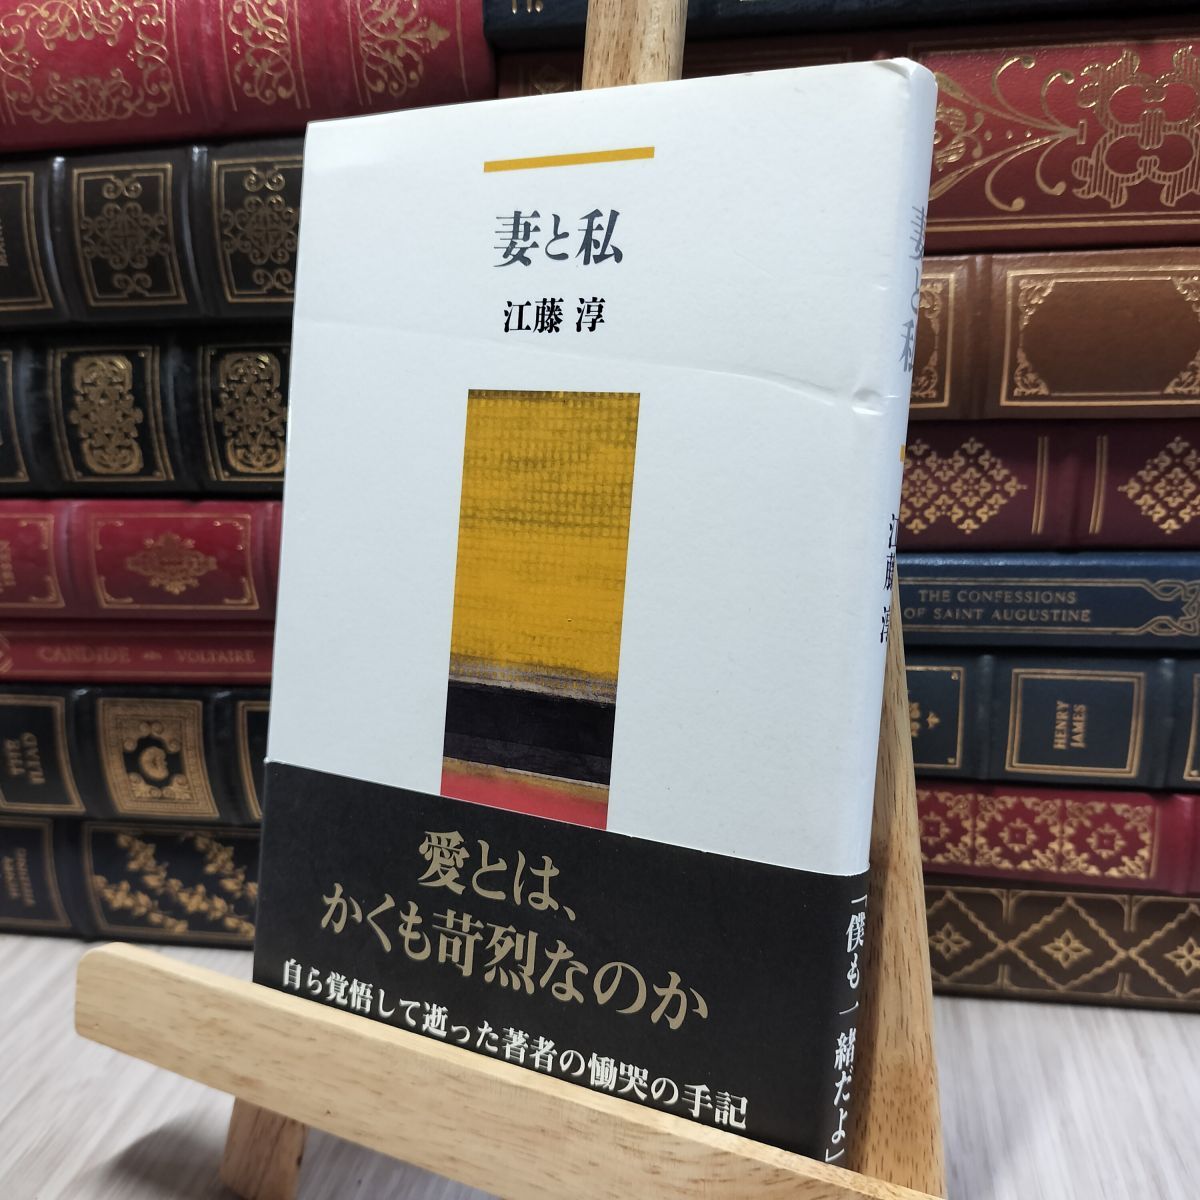 妻と私
江藤 淳
愛とは、
かくも苛烈なのか
自ら覚悟して逝った著者の慟哭の手記
妻と私
江藤 淳
「僕も一緒だよ」
THE CONFESSIONS
OF SAINT AUGUSTINE
HENRY
JAMES
CANDIDE
VOLTAIRE
THE
ILIAD